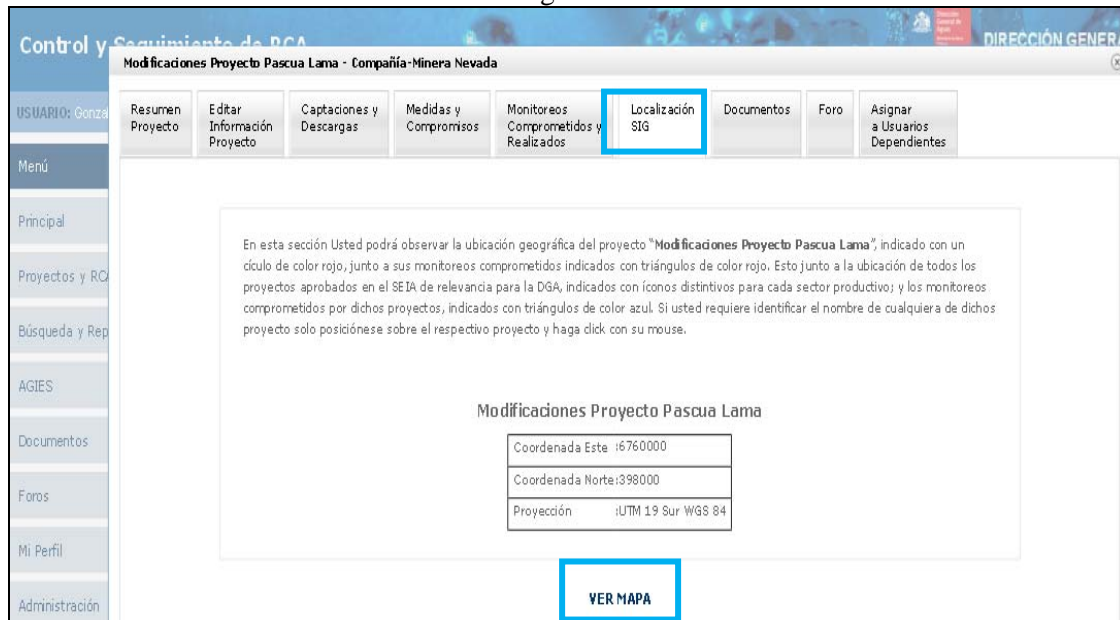 Control y Seguimiento de RCA
DIRECCIÓN GENERA
Modificaciones Proyecto Pascua Lama - Compañía-Minera Nevada
USUARIO: Gonza
Resumen
Proyecto
Editar
Información
Proyecto
Captaciones y
Descargas
Medidas y
Compromisos
Monitoreos
Comprometidos y
Realizados
Localización
SIG
Documentos
Foro
Asignar
a Usuarios
Dependientes
Menú
Principal
Proyectos y RCA
Búsqueda y Rep
AGIES
Documentos
Foros
Mi Perfil
Administración
En esta sección Usted podrá observar la ubicación geográfica del proyecto "Modificaciones Proyecto Pascua Lama", indicado con un
cículo de color rojo, junto a sus monitoreos comprometidos indicados con triángulos de color rojo. Esto junto a la ubicación de todos los
proyectos aprobados en el SEIA de relevancia para la DGA, indicados con íconos distintivos para cada sector productivo; y los monitoreos
comprometidos por dichos proyectos, indicados con triángulos de color azul. Si usted requiere identificar el nombre de cualquiera de dichos
proyecto solo posiciónese sobre el respectivo proyecto y haga click con su mouse.
Modificaciones Proyecto Pascua Lama
Coordenada Este :6760000
Coordenada Norte:398000
Proyección :UTM 19 Sur WGS 84
VER MAPA